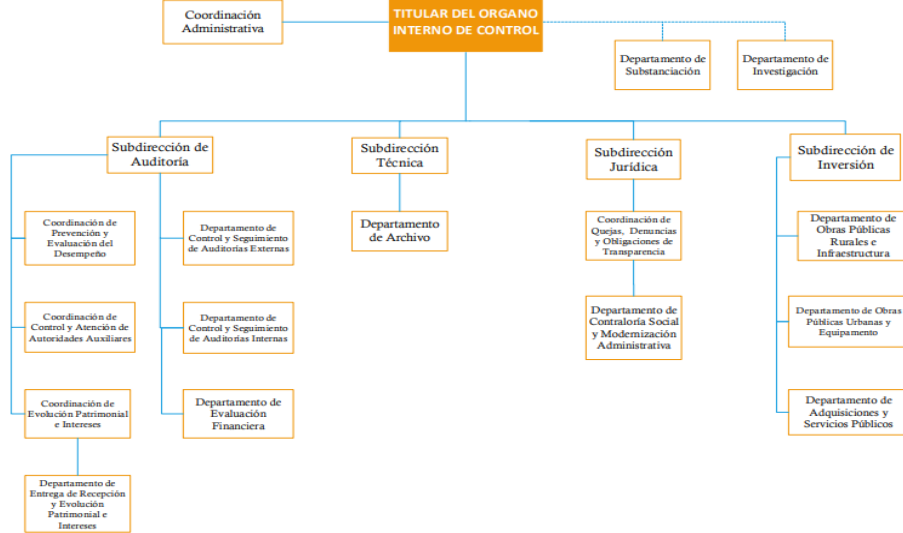 Coordinación
Administrativa
TITULAR DEL ORGANO
INTERNO DE CONTROL
Departamento de
Substanciación
Departamento de
Investigación
Subdirección de
Auditoría
Subdirección
Técnica
Subdirección
Jurídica
Subdirección de
Inversión
Coordinación de
Prevención y
Evaluación del
Desempeño
Departamento de
Control y Seguimiento
de Auditorías Externas
Departamento
de Archivo
Coordinación de
Quejas, Denuncias
y Obligaciones de
Transparencia
Departamento de
Obras Públicas
Rurales e
Infraestructura
Coordinación de
Control y Atención de
Autoridades Auxiliares
Departamento de
Control y Seguimiento
de Auditorías Internas
Departamento de
Contraloría Social
y Modernización
Administrativa
Departamento de Obras
Públicas Urbanas y
Equipamento
Coordinación de
Evolución Patrimonial
e Intereses
Departamento de
Evaluación
Financiera
Departamento de
Adquisiciones y
Servicios Públicos
Departamento de
Entrega de Recepción
y Evolución
Patrimonial e
Intereses